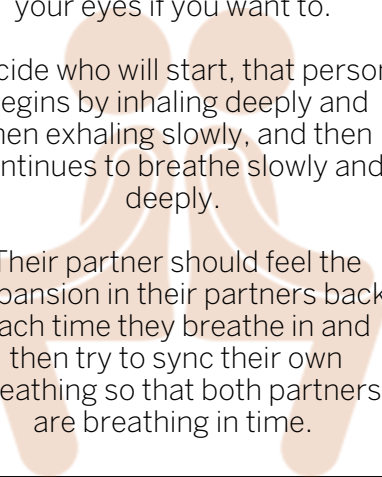 your eyes if you want to.
cide who will start, that person
egins by inhaling deeply and
hen exhaling slowly, and then
ntinues to breathe slowly and
deeply.
Their partner should feel the
pansion in their partners back
ach time they breathe in and
then try to sync their own
eathing so that both partners
are breathing in time.